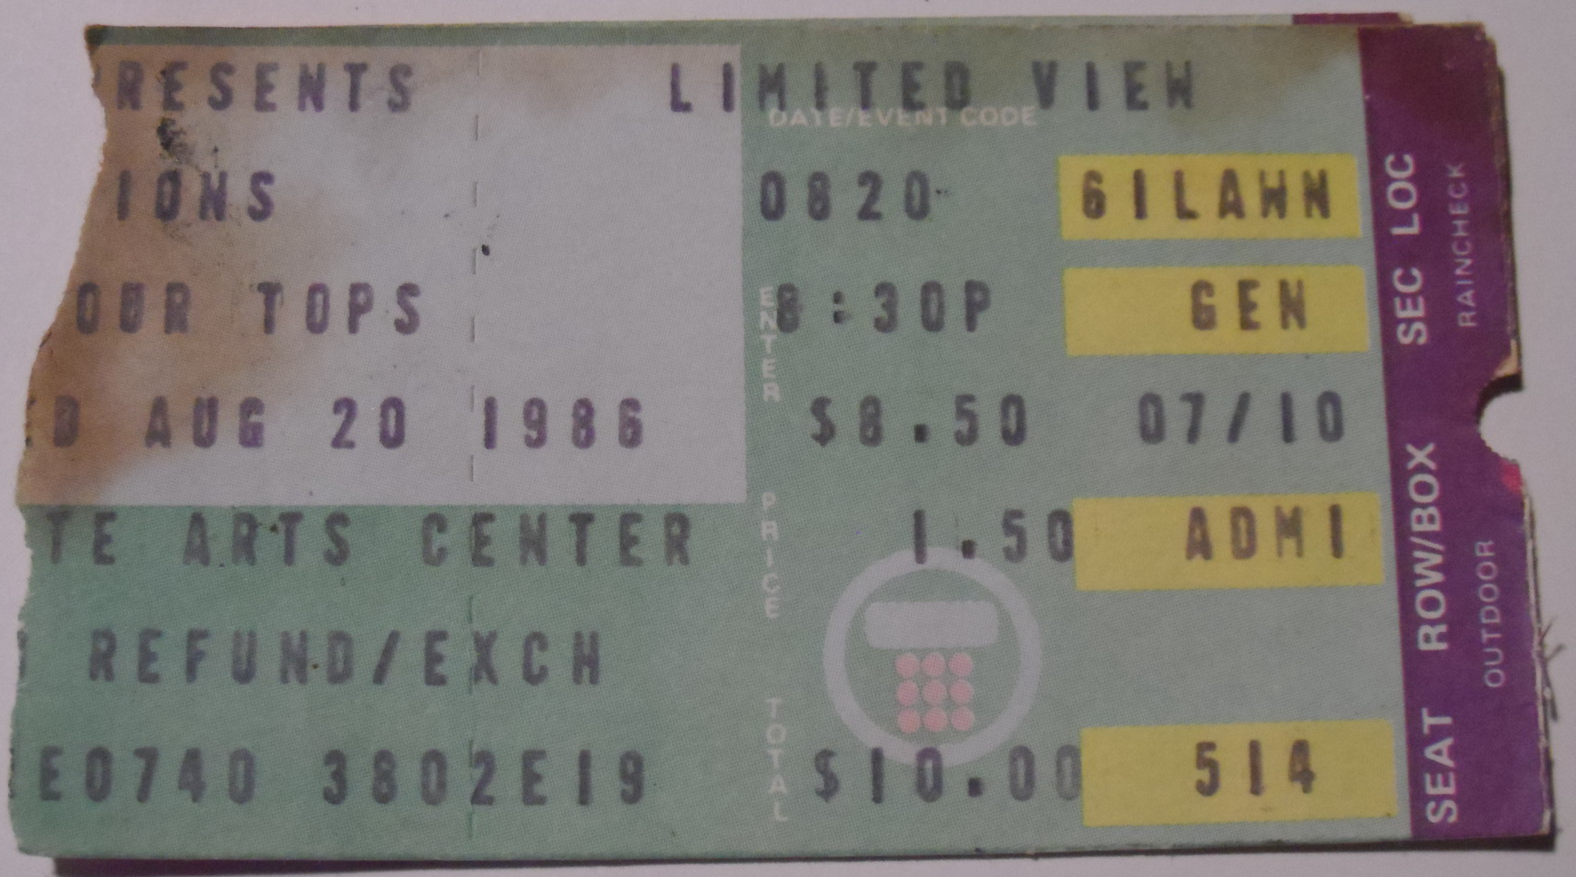 RESENTS LIMITED VIEW
DATE/EVENT CODE
IONS 0820 GILAWN
OUR TOPS 8:30P GEN
ENTER
D AUG 20 1986 $8.50 07/10
TE ARTS CENTER 1.50 ADMI
PRICE
REFUND/EXCH
E0740 3802E19 $10.00 514
TOTAL
SEC LOC
RAINCHECK
ROW/BOX
OUTDOOR
SEAT